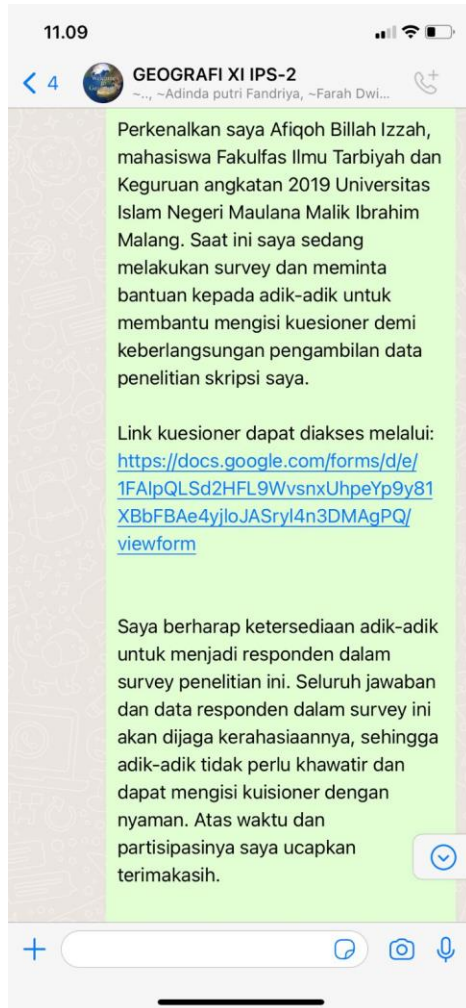 11.09
4
GEOGRAFI XI IPS-2
~.., ~Adinda putri Fandriya, ~Farah Dwi...
Perkenalkan saya Afiqoh Billah Izzah,
mahasiswa Fakulfas Ilmu Tarbiyah dan
Keguruan angkatan 2019 Universitas
Islam Negeri Maulana Malik Ibrahim
Malang. Saat ini saya sedang
melakukan survey dan meminta
bantuan kepada adik-adik untuk
membantu mengisi kuesioner demi
keberlangsungan pengambilan data
penelitian skripsi saya.
Link kuesioner dapat diakses melalui:
https://docs.google.com/forms/d/e/
1FAIpQLSd2HFL9WvsnxUhpeYp9y81
XBbFBAe4yjloJASryI4n3DMAgPQ/
viewform
Saya berharap ketersediaan adik-adik
untuk menjadi responden dalam
survey penelitian ini. Seluruh jawaban
dan data responden dalam survey ini
akan dijaga kerahasiaannya, sehingga
adik-adik tidak perlu khawatir dan
dapat mengisi kuisioner dengan
nyaman. Atas waktu dan
partisipasinya saya ucapkan
terimakasih.